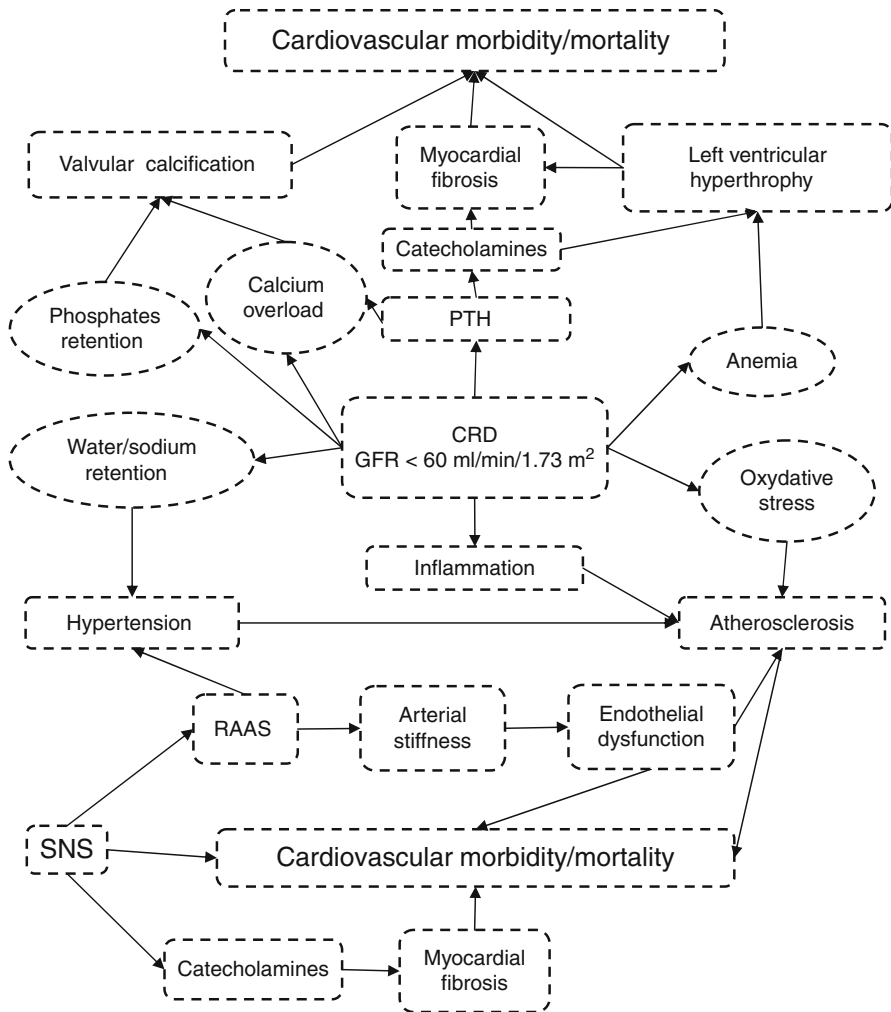 Cardiovascular morbidity/mortality
Valvular calcification
Myocardial
fibrosis
Left ventricular
hyperthrophy
Catecholamines
Calcium
overload
Phosphates
retention
PTH
Anemia
CRD
GFR < 60 ml/min/1.73 m²
Water/sodium
retention
Oxydative
stress
Inflammation
Hypertension
Atherosclerosis
RAAS
Arterial
stiffness
Endothelial
dysfunction
SNS
Cardiovascular morbidity/mortality
Catecholamines
Myocardial
fibrosis